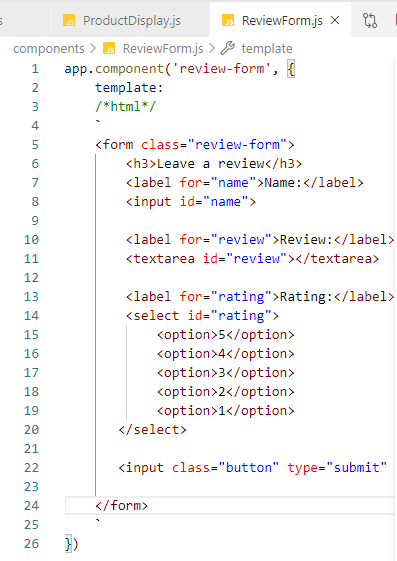 s JS ProductDisplay.js JS ReviewForm.js ×
components > JS ReviewForm.js > template
1 app.component('review-form', {
2     template:
3     /*html*/
4     `
5     <form class="review-form">
6         <h3>Leave a review</h3>
7         <label for="name">Name:</label>
8         <input id="name">
9
10         <label for="review">Review:</label>
11         <textarea id="review"></textarea>
12
13         <label for="rating">Rating:</label>
14         <select id="rating">
15             <option>5</option>
16             <option>4</option>
17             <option>3</option>
18             <option>2</option>
19             <option>1</option>
20        </select>
21
22        <input class="button" type="submit"
23
24     </form>
25     `
26 })